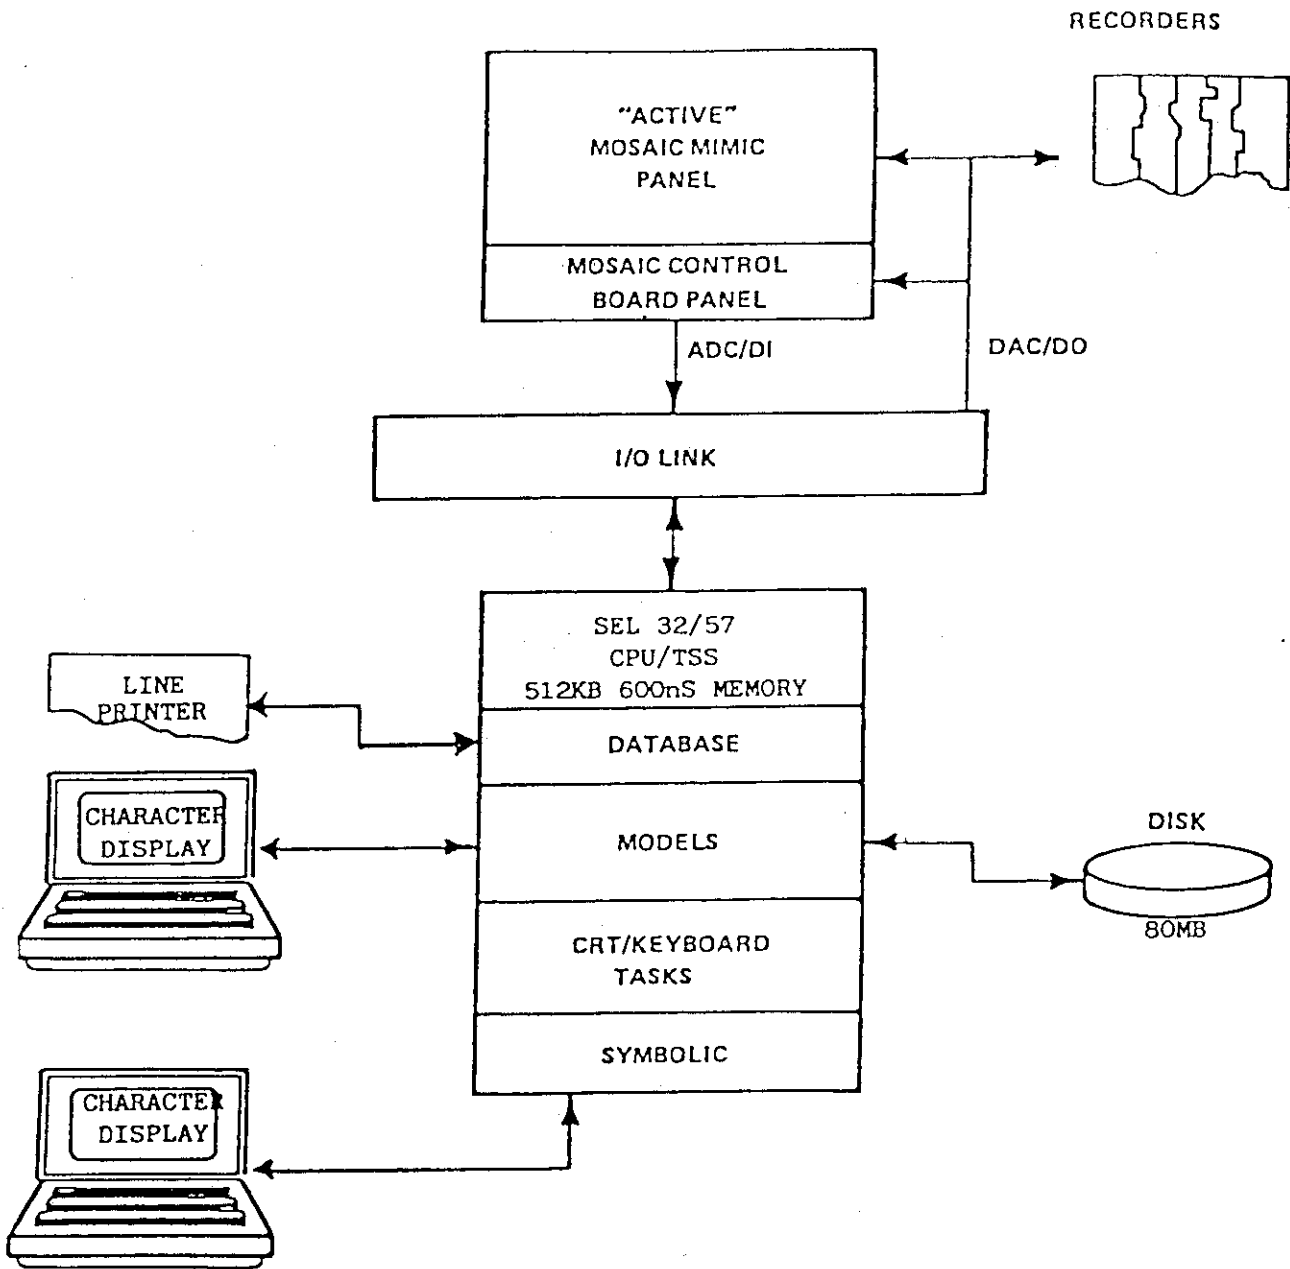 RECORDERS
"ACTIVE"
MOSAIC MIMIC
PANEL
MOSAIC CONTROL
BOARD PANEL
ADC/DI
DAC/DO
I/O LINK
SEL 32/57
CPU/TSS
512KB 600nS MEMORY
LINE
PRINTER
DATABASE
CHARACTER
DISPLAY
MODELS
DISK
80MB
CRT/KEYBOARD
TASKS
SYMBOLIC
CHARACTER
DISPLAY